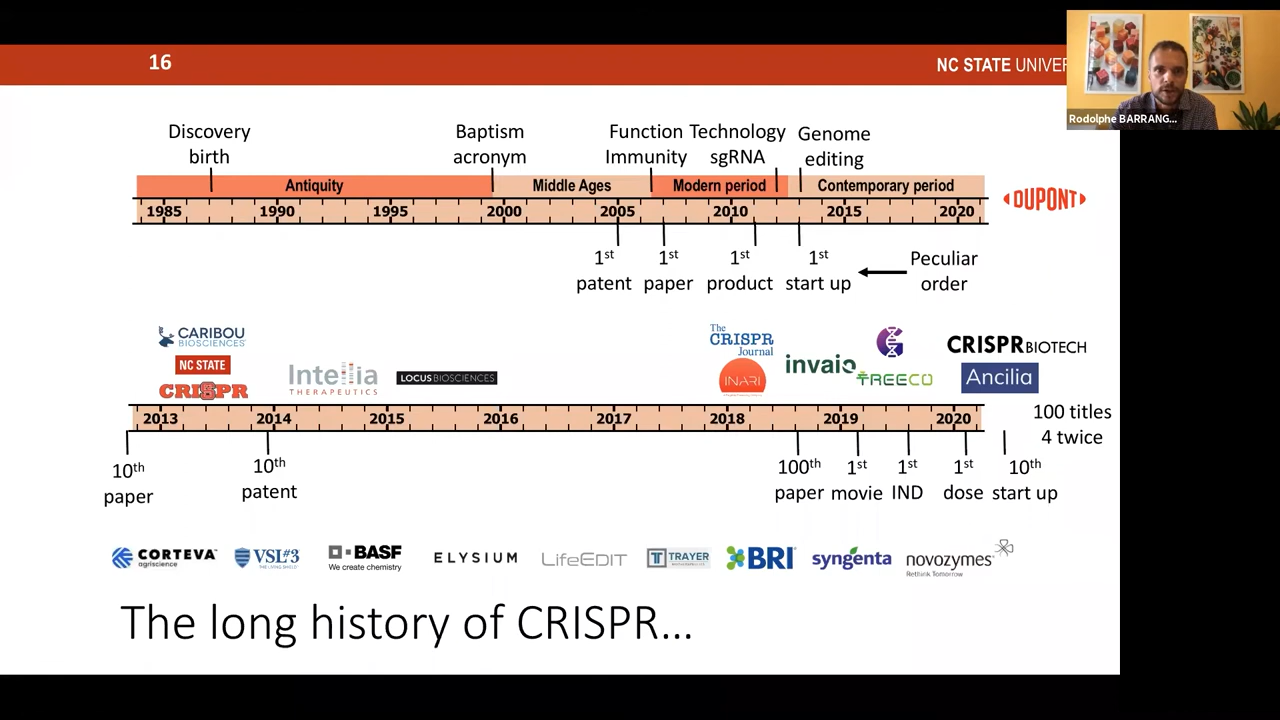 16
NC STATE UNIVER
Rodolphe BARRANG...
Discovery
birth
Baptism
acronym
Function
Immunity
Technology
sgRNA
Genome
editing
Antiquity
Middle Ages
Modern period
Contemporary period
1985 1990 1995 2000 2005 2010 2015 2020
DUPONT
1st
patent
1st
paper
1st
product
1st
start up
Peculiar
order
CARIBOU
BIOSCIENCES
NC STATE
CRISPR
Intellia
THERAPEUTICS
LOCUS BIOSCIENCES
The
CRISPR
Journal
INARI
invaio
TREECO
CRISPR BIOTECH
Ancilia
2013 2014 2015 2016 2017 2018 2019 2020
100 titles
4 twice
10th
paper
10th
patent
100th
paper
1st
movie
1st
IND
1st
dose
10th
start up
CORTEVA
agriscience
VSL#3
BASF
We create chemistry
ELYSIUM
LifeEDIT
TRAYER
BRI
syngenta
novozymes
Rethink Tomorrow
The long history of CRISPR...